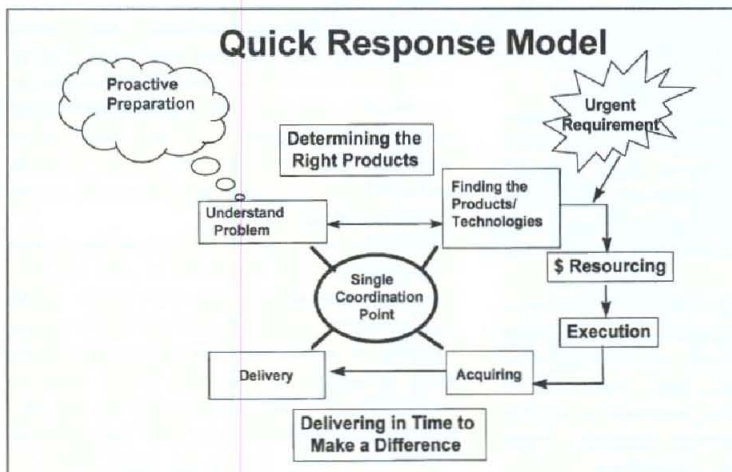 Quick Response Model
Proactive
Preparation
Urgent
Requirement
Determining the
Right Products
Understand
Problem
Finding the
Products/
Technologies
$ Resourcing
Single
Coordination
Point
Execution
Delivery
Acquiring
Delivering in Time to
Make a Difference